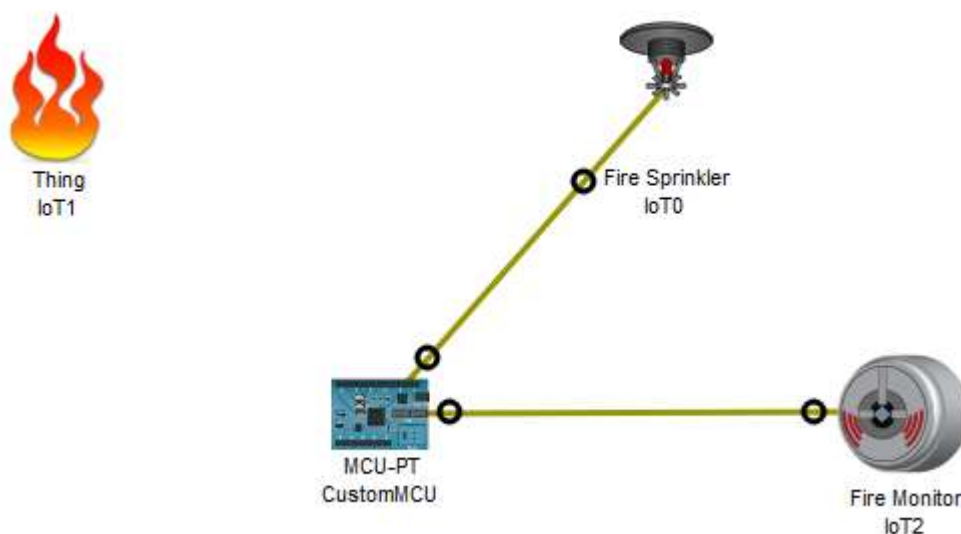 Thing
IoT1
Fire Sprinkler
IoT0
MCU-PT
CustomMCU
Fire Monitor
IoT2